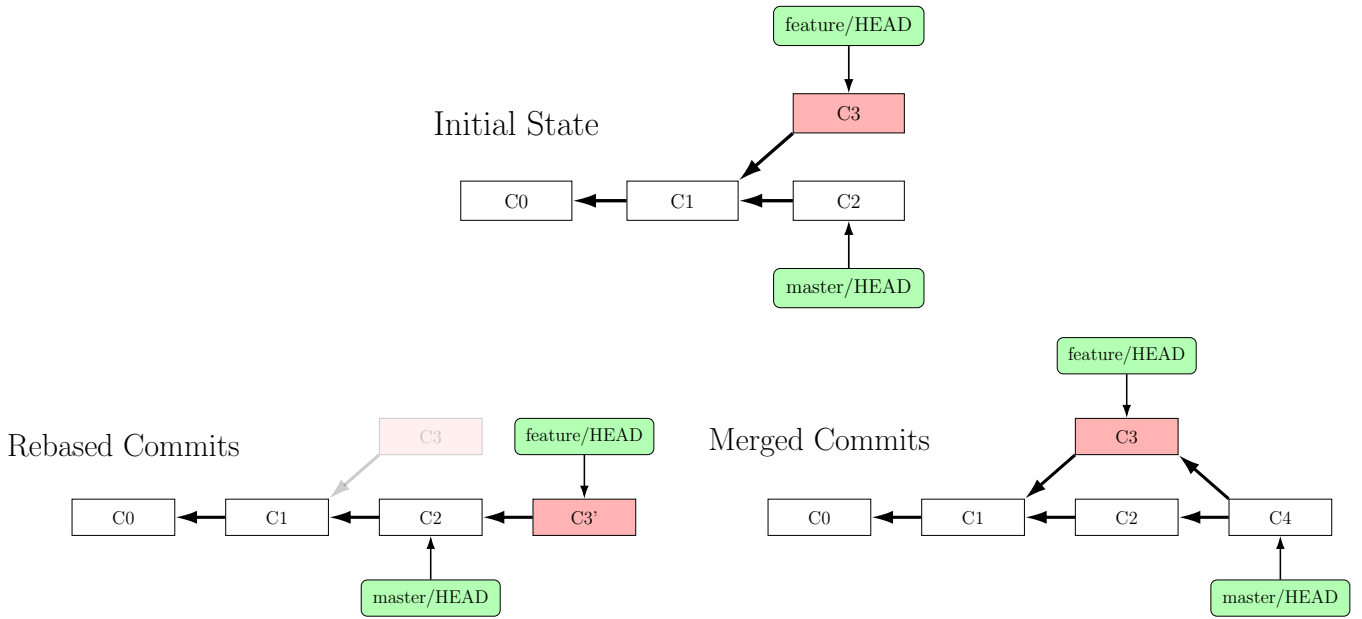 feature/HEAD
C3
Initial State
C0
C1
C2
master/HEAD
Rebased Commits
C3
feature/HEAD
C0
C1
C2
C3’
master/HEAD
feature/HEAD
Merged Commits
C3
C0
C1
C2
C4
master/HEAD